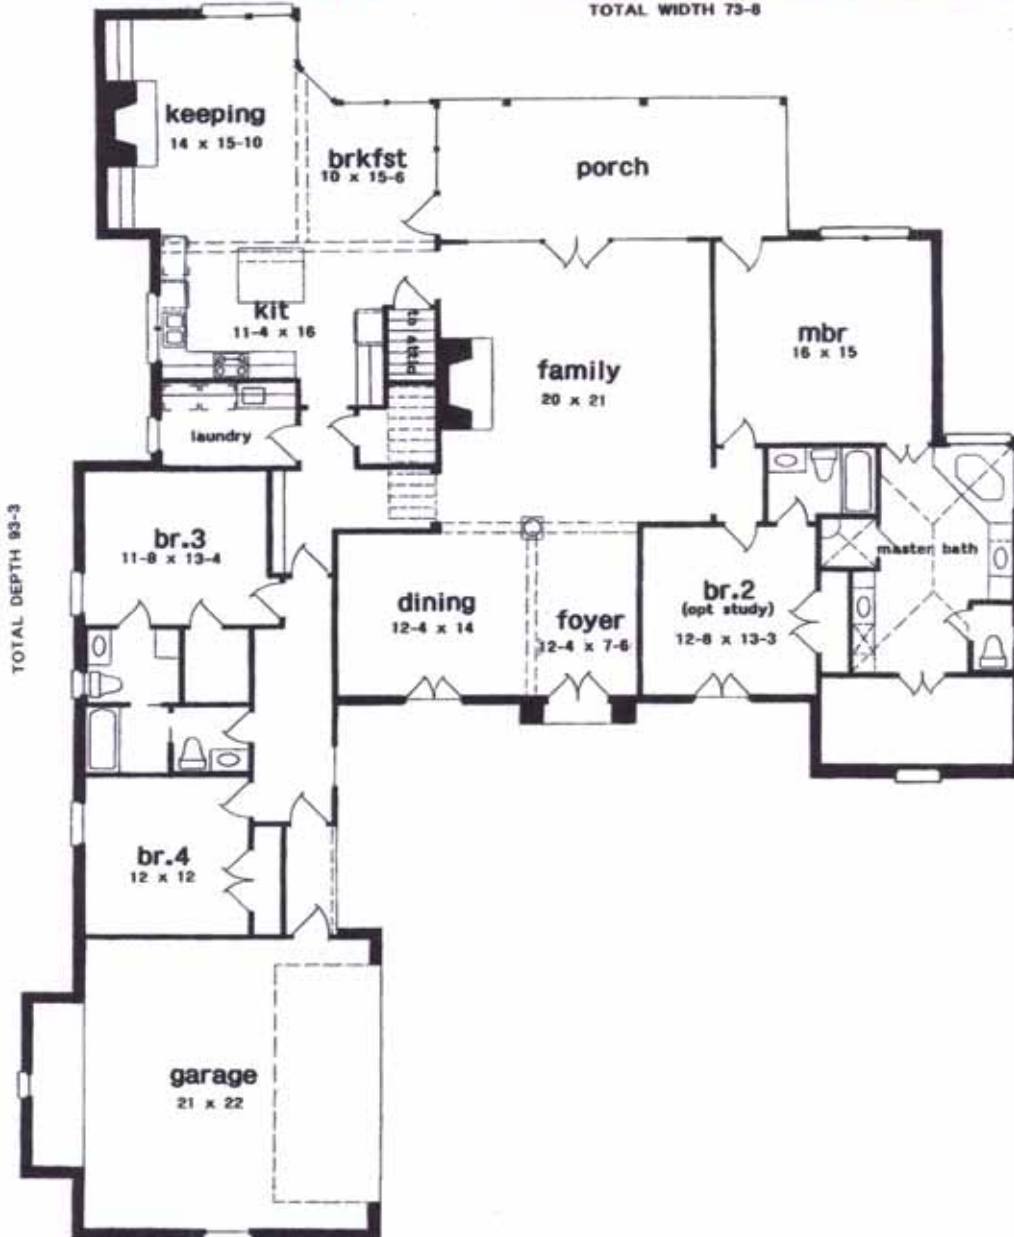 TOTAL WIDTH 73-8
keeping
14 x 15-10
brkfst
10 x 15-6
porch
kit
11-4 x 16
to attic
mbr
16 x 15
family
20 x 21
laundry
br.3
11-8 x 13-4
master bath
dining
12-4 x 14
foyer
12-4 x 7-6
br.2
(opt study)
12-8 x 13-3
TOTAL DEPTH 93-3
br.4
12 x 12
garage
21 x 22